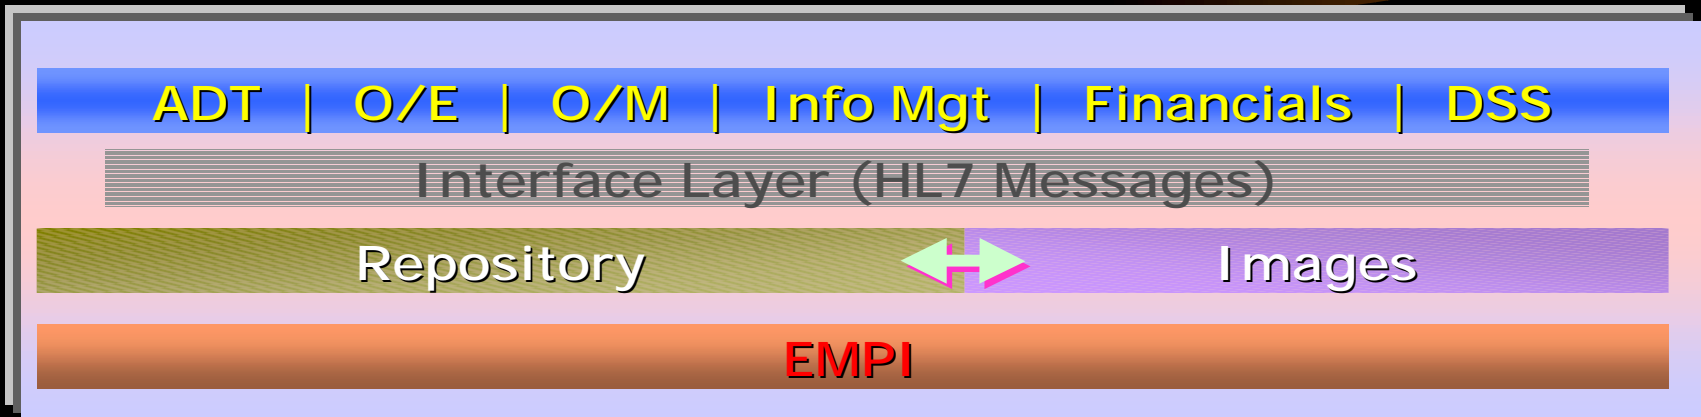 ADT | O/E | O/M | Info Mgt | Financials | DSS
Interface Layer (HL7 Messages)
Repository Images
EMPI